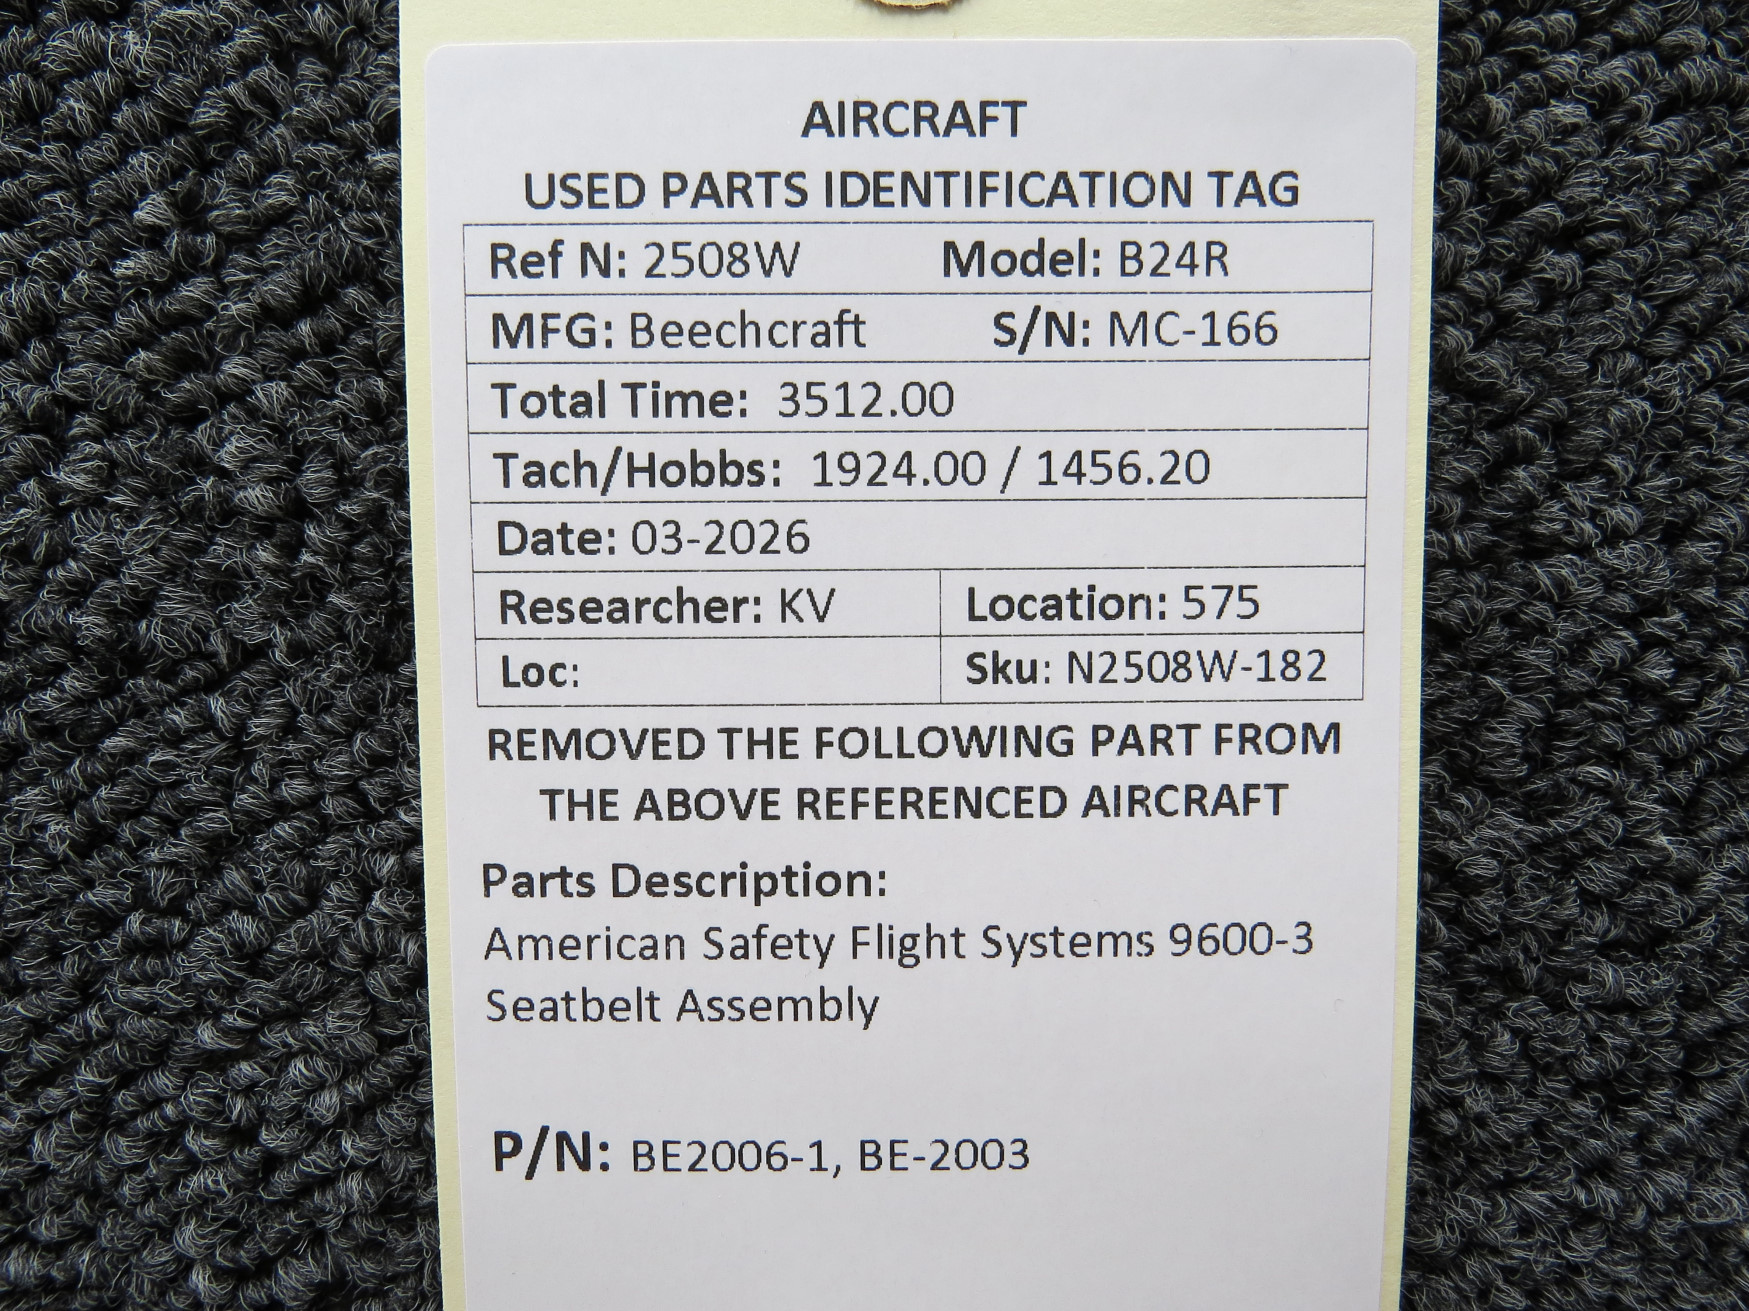 AIRCRAFT
USED PARTS IDENTIFICATION TAG
Ref N: 2508W Model: B24R
MFG: Beechcraft S/N: MC-166
Total Time: 3512.00
Tach/Hobbs: 1924.00 / 1456.20
Date: 03-2026
Researcher: KV Location: 575
Loc: Sku: N2508W-182
REMOVED THE FOLLOWING PART FROM
THE ABOVE REFERENCED AIRCRAFT
Parts Description:
American Safety Flight Systems 9600-3
Seatbelt Assembly
P/N: BE2006-1, BE-2003